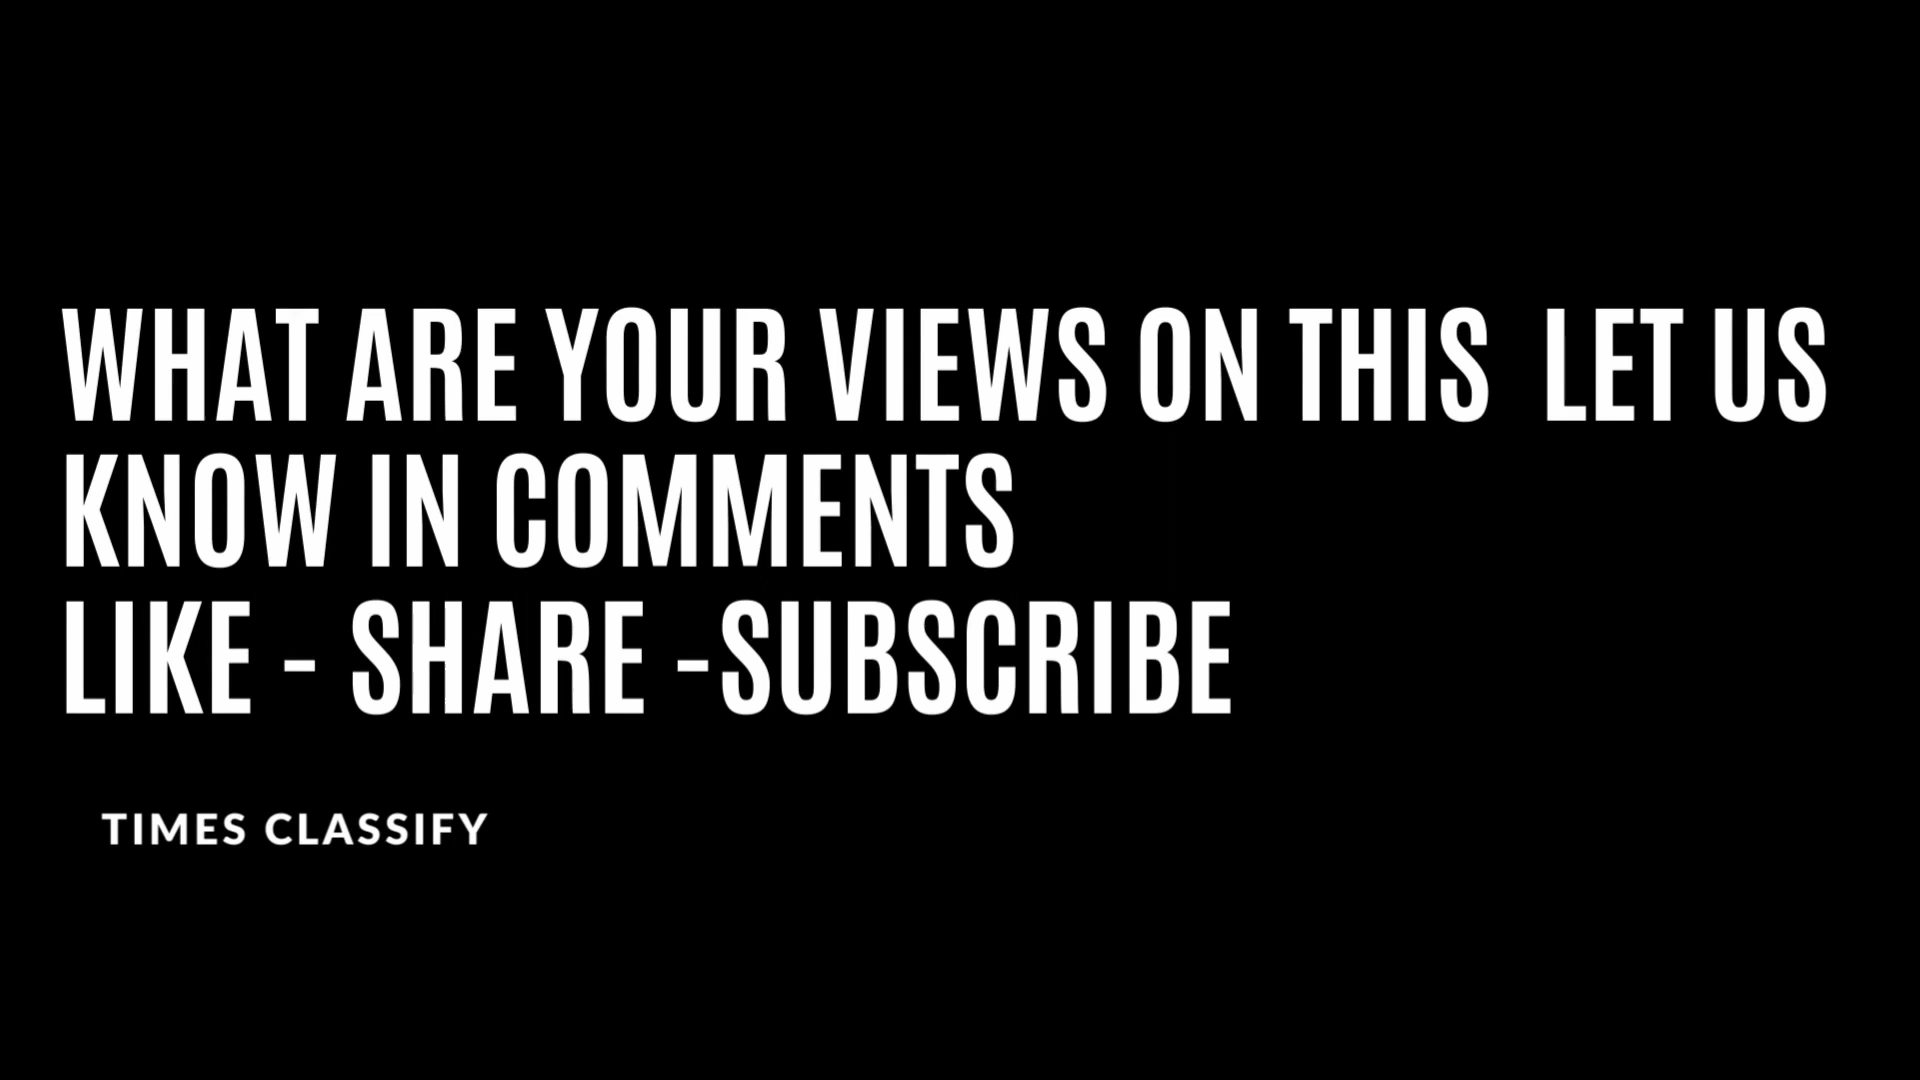 WHAT ARE YOUR VIEWS ON THIS  LET US
KNOW IN COMMENTS
LIKE - SHARE -SUBSCRIBE
TIMES CLASSIFY